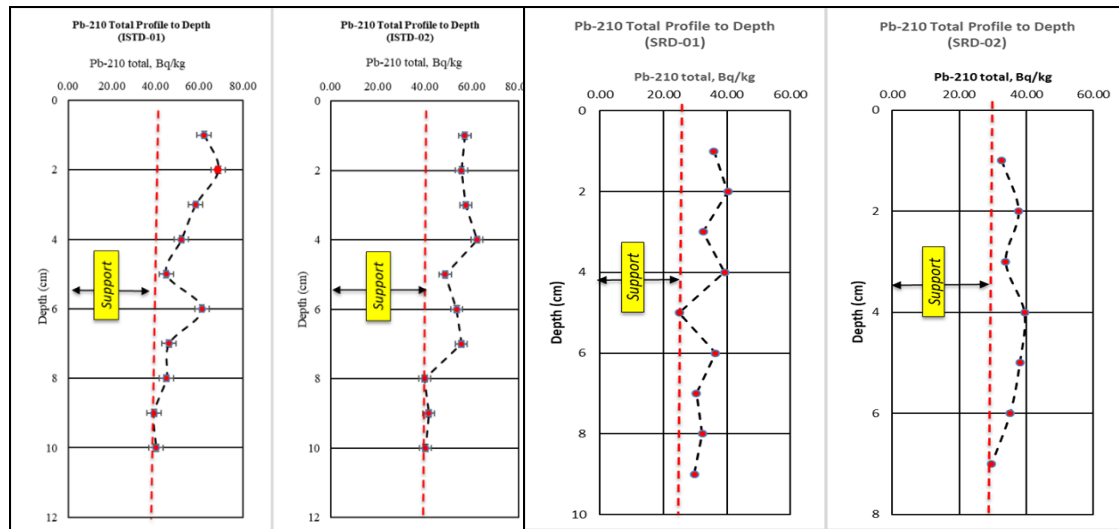 Pb-210 Total Profile to Depth
(ISTD-01)
Pb-210 total, Bq/kg
0.00 20.00 40.00 60.00 80.00
0
2
4
6
8
10
12
Depth (cm)
Support
Pb-210 Total Profile to Depth
(ISTD-02)
Pb-210 total, Bq/kg
0.00 20.00 40.00 60.00 80.0
0
2
4
6
8
10
12
Depth (cm)
Support
Pb-210 Total Profile to Depth
(SRD-01)
Pb-210 total, Bq/kg
0.00 20.00 40.00 60.00
0
2
4
6
8
10
Depth (cm)
Support
Pb-210 Total Profile to Depth
(SRD-02)
Pb-210 total, Bq/kg
0.00 20.00 40.00 60.00
0
2
4
6
8
Depth (cm)
Support